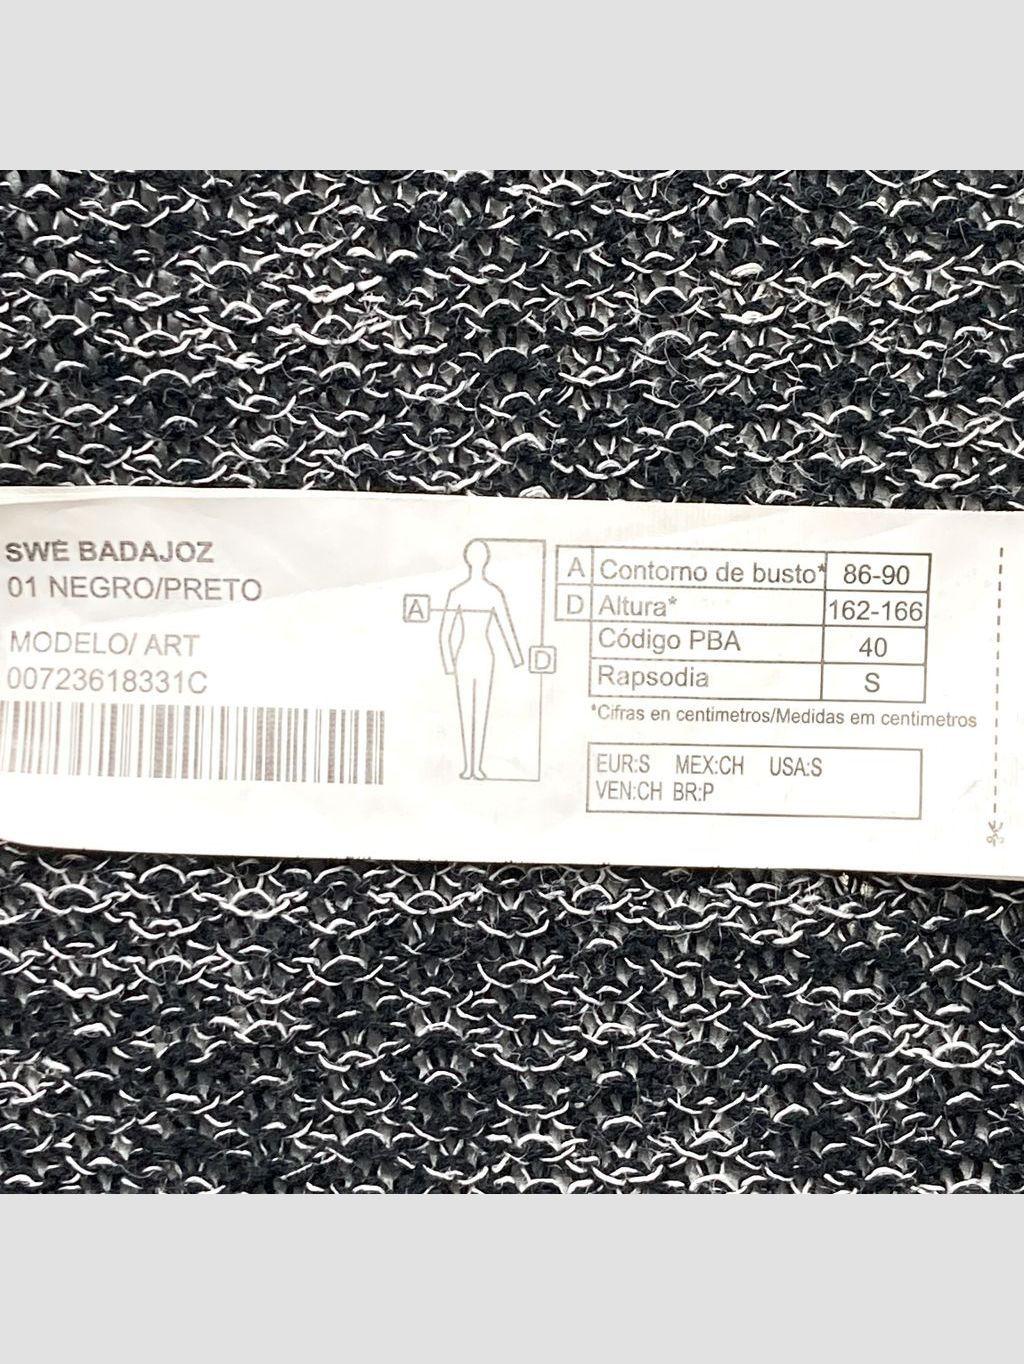 SWE BADAJOZ
01 NEGRO/PRETO
MODELO/ ART
00723618331C
A
D
A Contorno de busto* 86-90
D Altura* 162-166
Código PBA 40
Rapsodia S
*Cifras en centimetros/Medidas em centimetros
EUR:S MEX:CH USA:S
VEN:CH BR:P